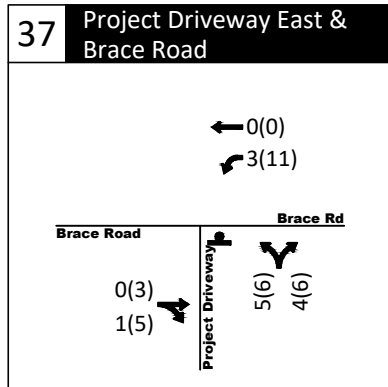 37
Project Driveway East &
Brace Road
0(0)
3(11)
Brace Rd
Brace Road
Project Driveway
0(3)
1(5)
5(6)
4(6)